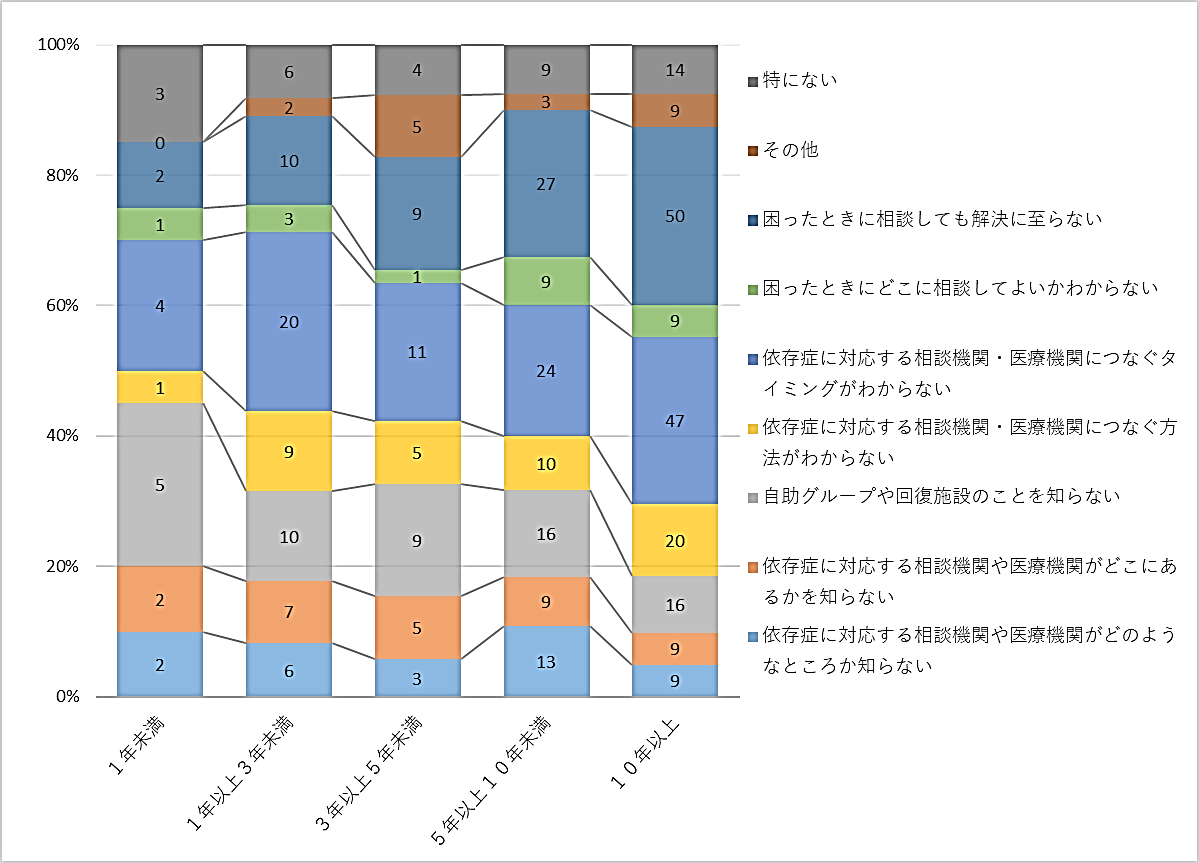 100%
80%
60%
40%
20%
0%
3
0
2
1
4
1
5
2
2
6
2
10
3
20
9
10
7
6
4
5
9
1
11
5
9
5
3
9
3
27
9
24
10
16
9
13
14
9
50
9
47
20
16
9
9
１年未満
１年以上３年未満
３年以上５年未満
５年以上１０年未満
１０年以上
特にない
その他
困ったときに相談しても解決に至らない
困ったときにどこに相談してよいかわからない
依存症に対応する相談機関・医療機関につなぐタ
イミングがわからない
依存症に対応する相談機関・医療機関につなぐ方
法がわからない
自助グループや回復施設のことを知らない
依存症に対応する相談機関や医療機関がどこにあ
るかを知らない
依存症に対応する相談機関や医療機関がどのよう
なところか知らない